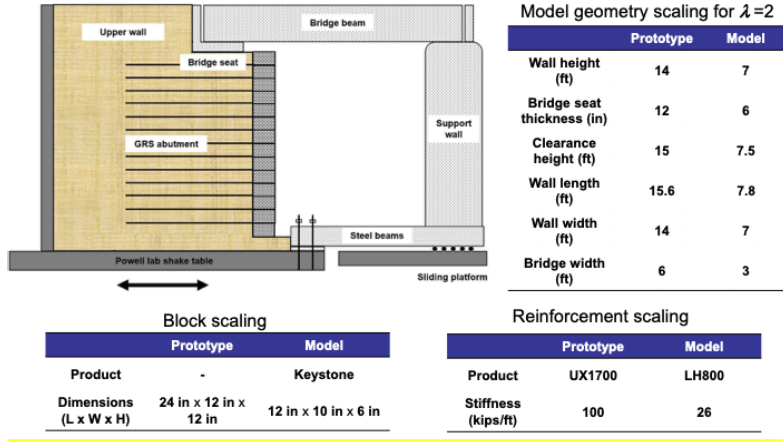 Upper wall
Bridge beam
Bridge seat
GRS abutment
Support
wall
Steel beams
Powell lab shake table
Sliding platform
Model geometry scaling for λ=2
Prototype Model
Wall height
(ft) 14 7
Bridge seat
thickness (in) 12 6
Clearance
height (ft) 15 7.5
Wall length
(ft) 15.6 7.8
Wall width
(ft) 14 7
Bridge width
(ft) 6 3
Block scaling
Prototype Model
Product - Keystone
Dimensions
(L x W x H) 24 in x 12 in x
12 in 12 in x 10 in x 6 in
Reinforcement scaling
Prototype Model
Product UX1700 LH800
Stiffness
(kips/ft) 100 26